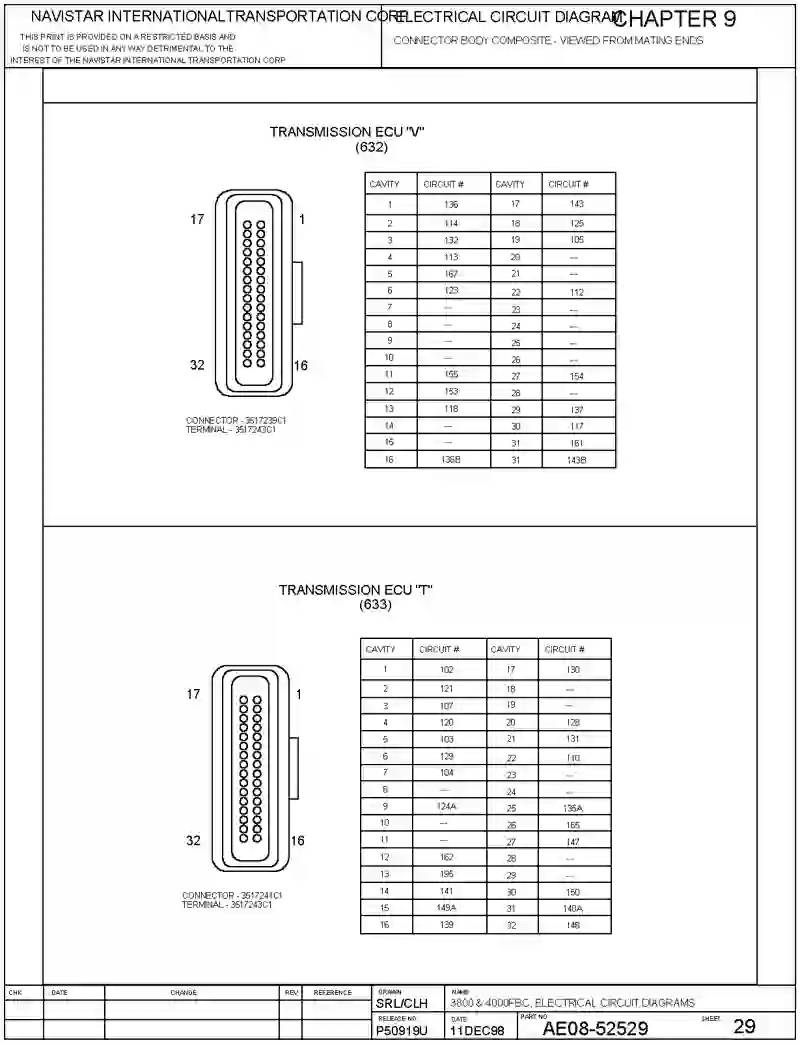 NAVISTAR INTERNATIONAL TRANSPORTATION CORP.
ELECTRICAL CIRCUIT DIAGRAM
CHAPTER 9
THIS PRINT IS PROVIDED ON A RESTRICTED BASIS AND
IS NOT TO BE USED IN ANY WAY DETRIMENTAL TO THE
INTEREST OF THE NAVISTAR INTERNATIONAL TRANSPORTATION CORP
CONNECTOR BODY COMPOSITE - VIEWED FROM MATING ENDS
TRANSMISSION ECU "V"
(632)
17 1
32 16
CONNECTOR - 3517239C1
TERMINAL - 3517243C1
CAVITY CIRCUIT # CAVITY CIRCUIT #
1 136 17 143
2 114 18 125
3 132 19 105
4 113 20 ---
5 167 21 ---
6 123 22 112
7 --- 23 ---
8 --- 24 ---
9 --- 25 ---
10 --- 26 ---
11 155 27 154
12 153 28 ---
13 118 29 137
14 --- 30 117
15 --- 31 161
16 136B 31 143B
TRANSMISSION ECU "T"
(633)
17 1
32 16
CONNECTOR - 3517241C1
TERMINAL - 3517243C1
CAVITY CIRCUIT # CAVITY CIRCUIT #
1 102 17 130
2 121 18 ---
3 107 19 ---
4 120 20 128
5 103 21 131
6 129 22 110
7 104 23 ---
8 --- 24 ---
9 124A 25 135A
10 --- 26 165
11 --- 27 147
12 162 28 ---
13 195 29 ---
14 141 30 150
15 149A 31 140A
16 139 32 148
CHK DATE CHANGE REV REFERENCE
DRAWN
SRL/CLH
NAME
3800 & 4000FBC, ELECTRICAL CIRCUIT DIAGRAMS
RELEASE NO.
P50919U
DATE
11DEC98
PART NO.
AE08-52529
SHEET
29